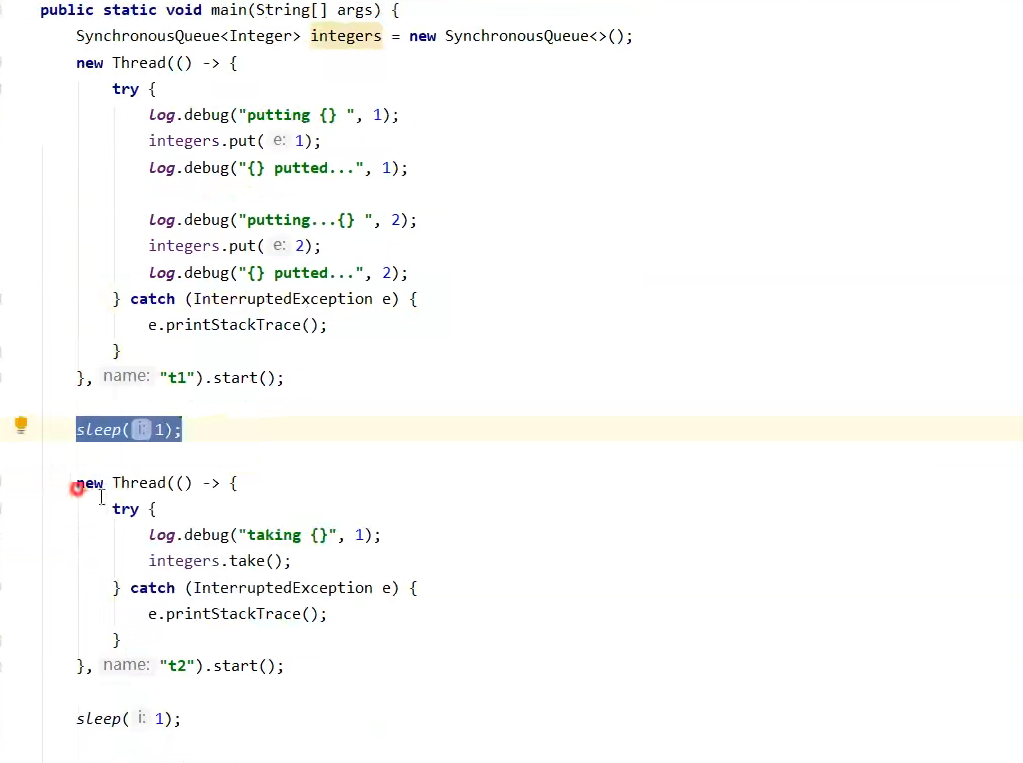 public static void main(String[] args) {
SynchronousQueue<Integer> integers = new SynchronousQueue<>();
new Thread(() -> {
try {
log.debug("putting {} ", 1);
integers.put( e: 1);
log.debug("{} putted...", 1);
log.debug("putting...{} ", 2);
integers.put( e: 2);
log.debug("{} putted...", 2);
} catch (InterruptedException e) {
e.printStackTrace();
}
}, name: "t1").start();
sleep( i: 1);
new Thread(() -> {
try {
log.debug("taking {}", 1);
integers.take();
} catch (InterruptedException e) {
e.printStackTrace();
}
}, name: "t2").start();
sleep( i: 1);